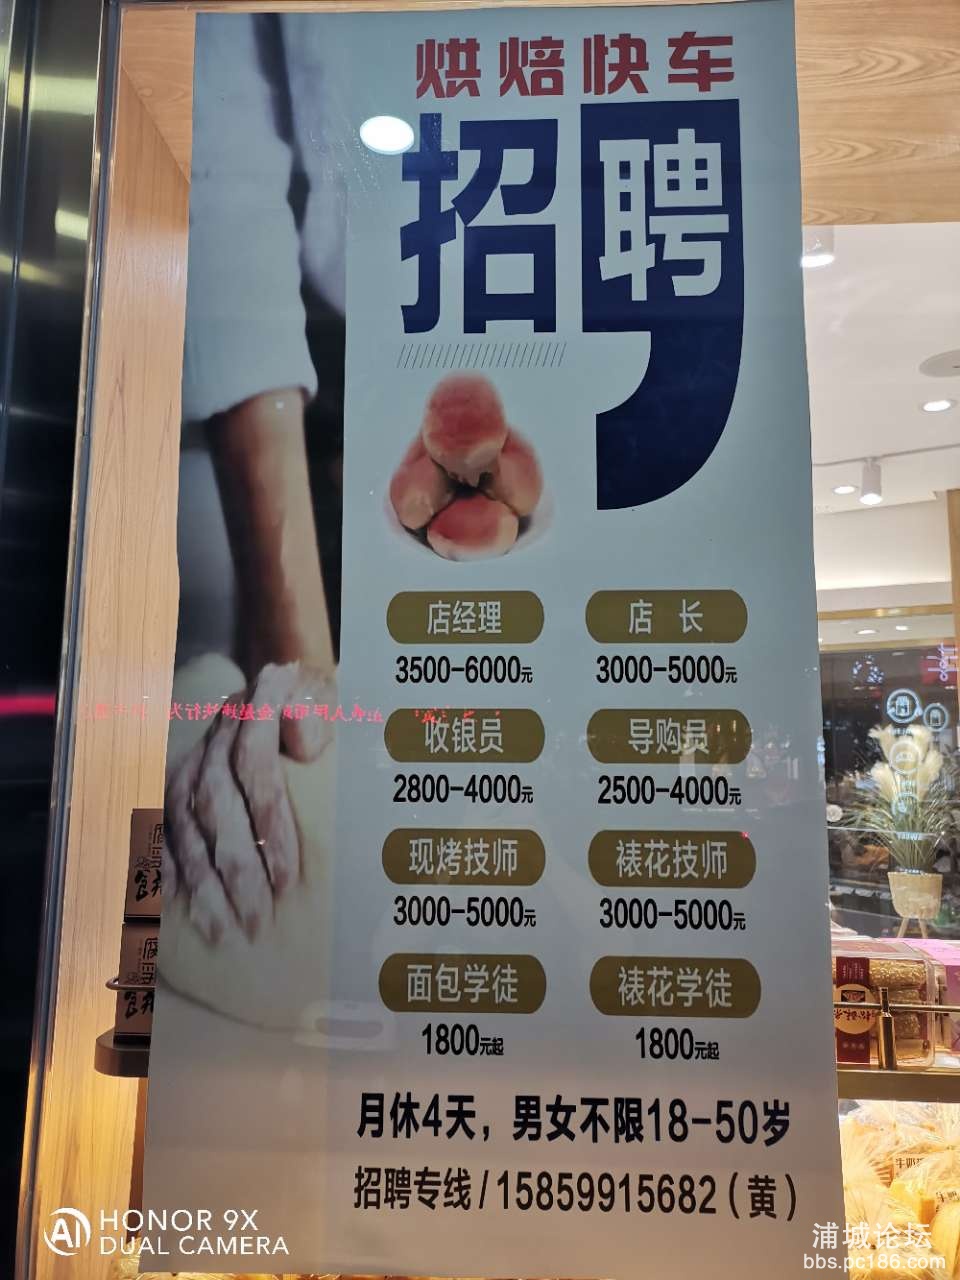 烘焙快车
招聘
店经理 店 长
3500-6000元 3000-5000元
收银员 导购员
2800-4000元 2500-4000元
现烤技师 裱花技师
3000-5000元 3000-5000元
面包学徒 裱花学徒
1800元起 1800元起
月休4天，男女不限18-50岁
招聘专线/15859915682（黄）
HONOR 9X
DUAL CAMERA
浦城论坛
bbs.pc186.com